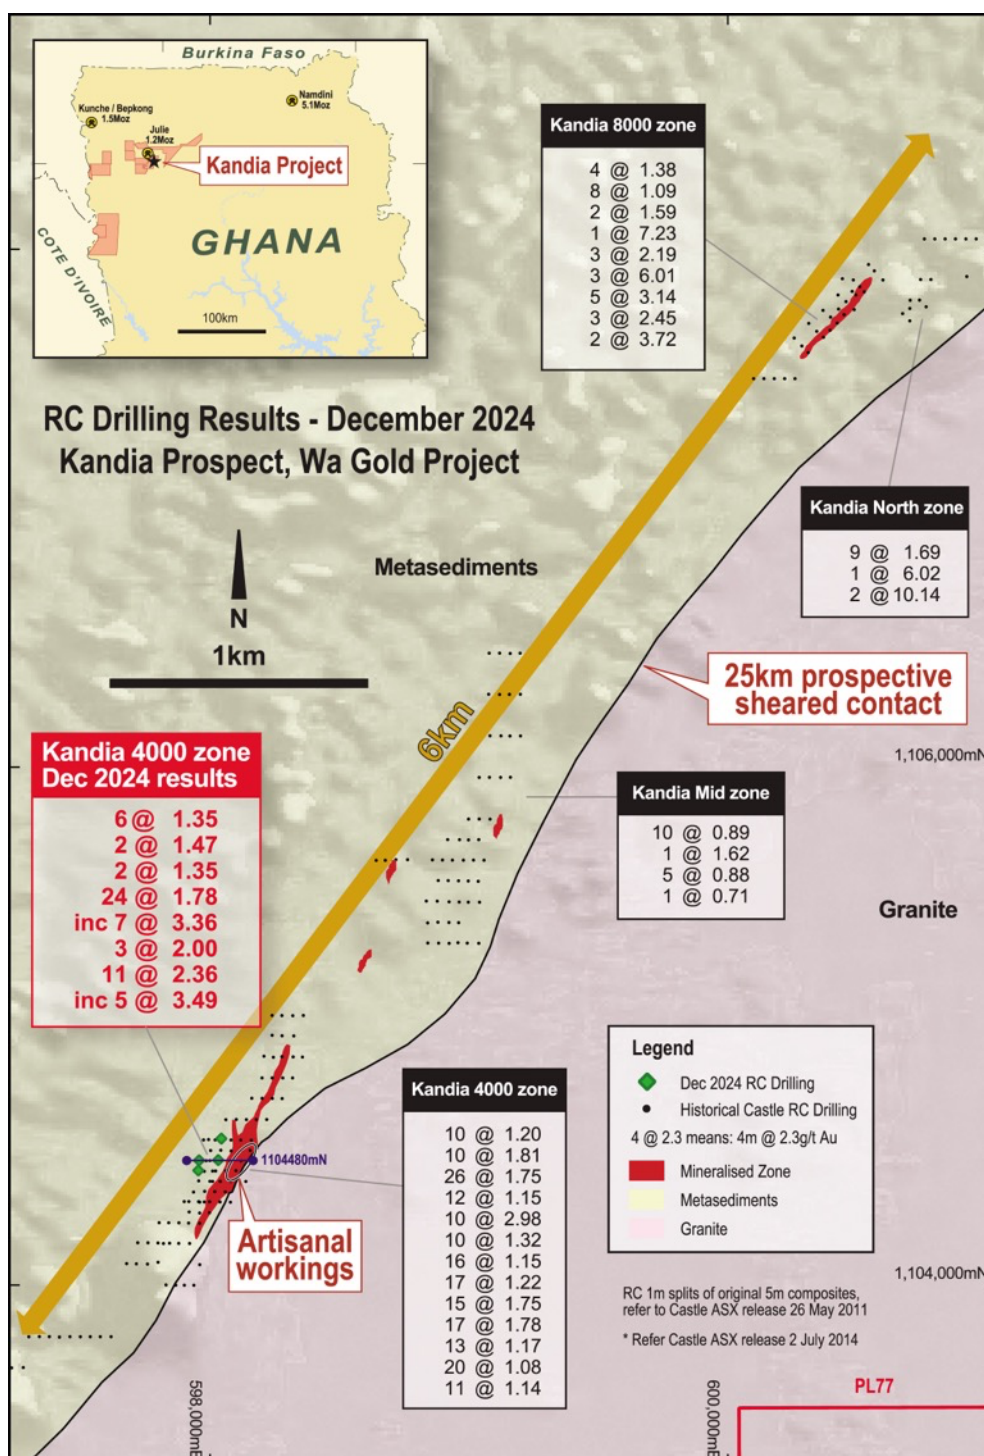 Burkina Faso
Kunche / Bepkong
1.5Moz
Namdini
5.1Moz
Julie
1.2Moz
Kandia Project
GHANA
COTE D'IVOIRE
100km
RC Drilling Results - December 2024
Kandia Prospect, Wa Gold Project
N
1km
Metasediments
6km
Kandia 8000 zone
4 @ 1.38
8 @ 1.09
2 @ 1.59
1 @ 7.23
3 @ 2.19
3 @ 6.01
5 @ 3.14
3 @ 2.45
2 @ 3.72
Kandia North zone
9 @ 1.69
1 @ 6.02
2 @ 10.14
25km prospective
sheared contact
1,106,000mN
Kandia 4000 zone
Dec 2024 results
6 @ 1.35
2 @ 1.47
2 @ 1.35
24 @ 1.78
inc 7 @ 3.36
3 @ 2.00
11 @ 2.36
inc 5 @ 3.49
Kandia Mid zone
10 @ 0.89
1 @ 1.62
5 @ 0.88
1 @ 0.71
Granite
1104480mN
Artisanal
workings
Kandia 4000 zone
10 @ 1.20
10 @ 1.81
26 @ 1.75
12 @ 1.15
10 @ 2.98
10 @ 1.32
16 @ 1.15
17 @ 1.22
15 @ 1.75
17 @ 1.78
13 @ 1.17
20 @ 1.08
11 @ 1.14
Legend
Dec 2024 RC Drilling
Historical Castle RC Drilling
4 @ 2.3 means: 4m @ 2.3g/t Au
Mineralised Zone
Metasediments
Granite
1,104,000mN
RC 1m splits of original 5m composites,
refer to Castle ASX release 26 May 2011
* Refer Castle ASX release 2 July 2014
PL77
598,000mE
600,000mE